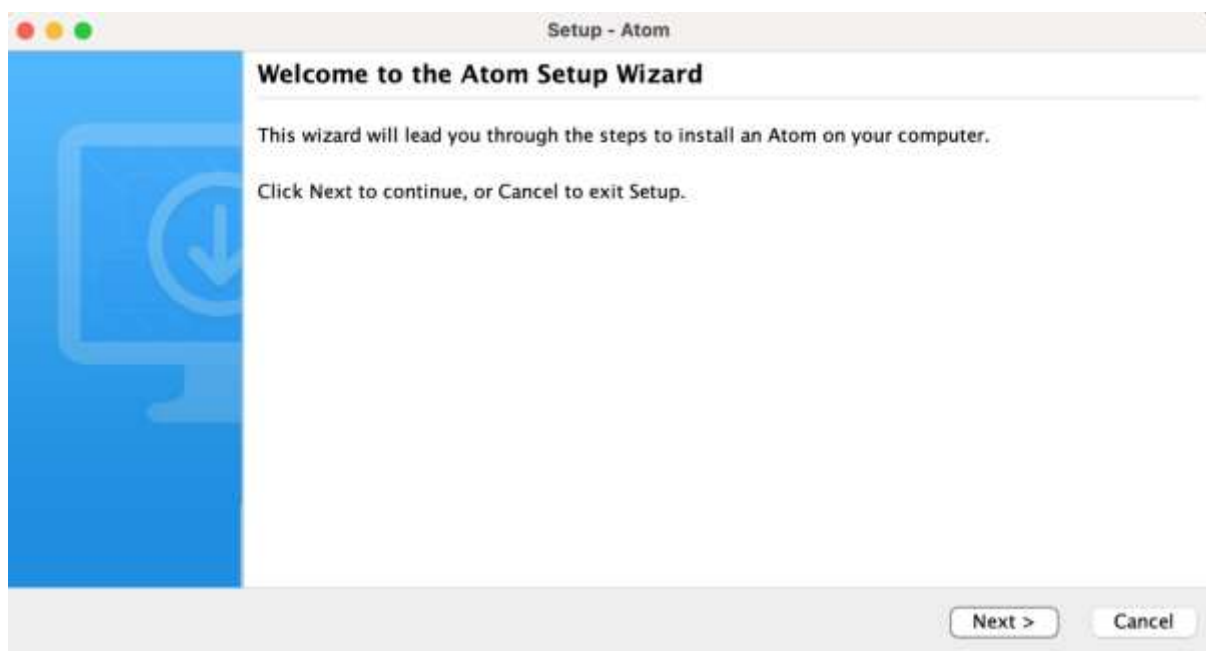 Setup - Atom
Welcome to the Atom Setup Wizard
This wizard will lead you through the steps to install an Atom on your computer.
Click Next to continue, or Cancel to exit Setup.
Next > Cancel